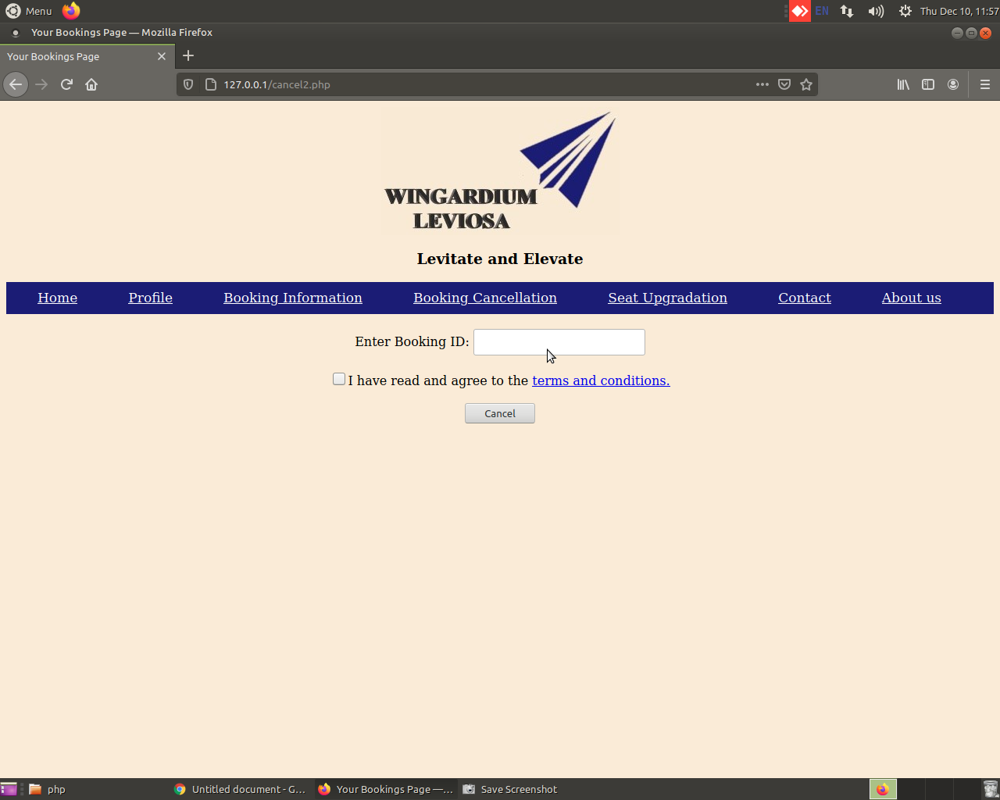 Menu EN Thu Dec 10, 11:57
Your Bookings Page — Mozilla Firefox
Your Bookings Page
127.0.0.1/cancel2.php
WINGARDIUM
LEVIOSA
Levitate and Elevate
Home Profile Booking Information Booking Cancellation Seat Upgradation Contact About us
Enter Booking ID:
I have read and agree to the terms and conditions.
Cancel
php Untitled document - G... Your Bookings Page —... Save Screenshot